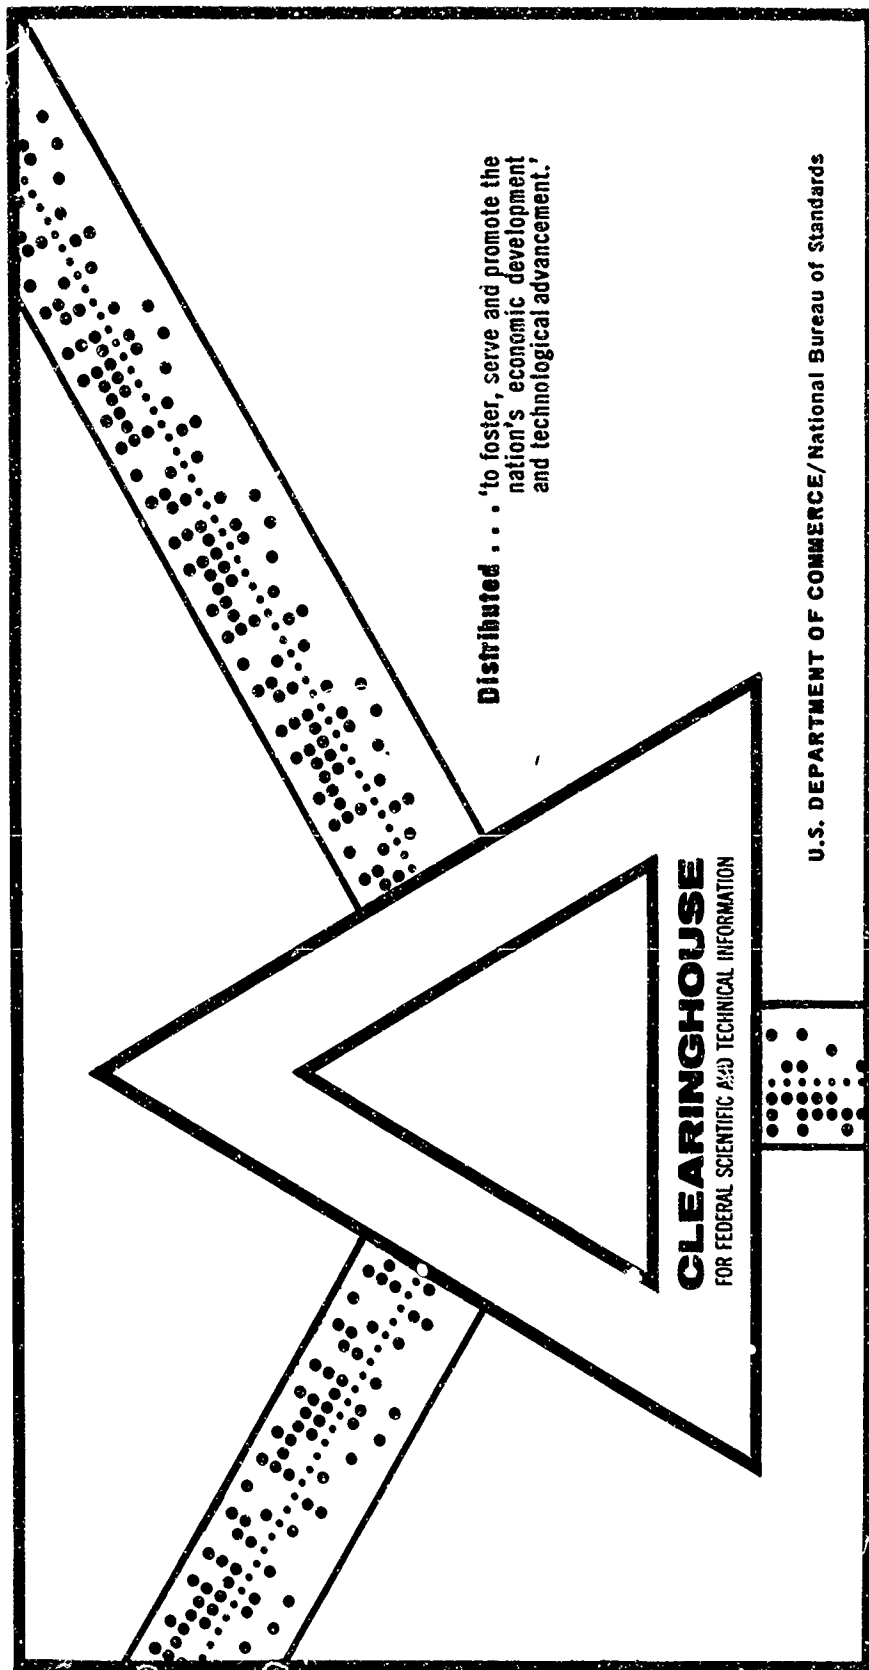 Distributed . . . 'to foster, serve and promote the
nation's economic development
and technological advancement.'
CLEARINGHOUSE
FOR FEDERAL SCIENTIFIC AND TECHNICAL INFORMATION
U.S. DEPARTMENT OF COMMERCE/National Bureau of Standards